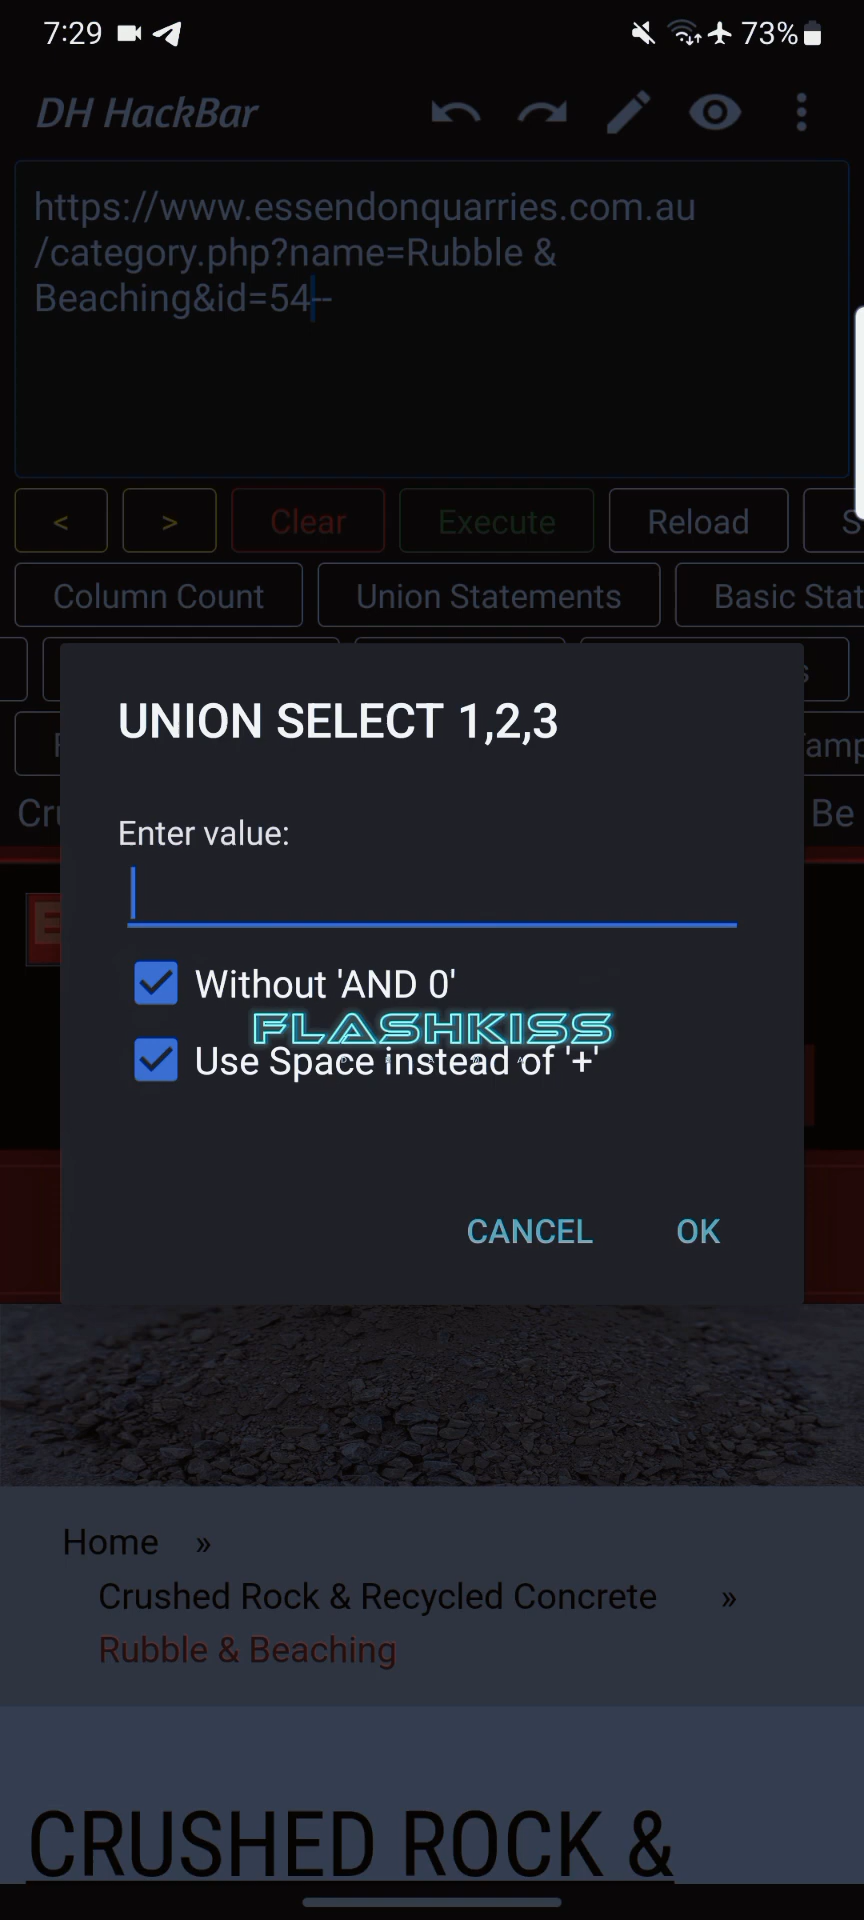 7:29
73%
DH HackBar
https://www.essendonquarries.com.au
/category.php?name=Rubble &
Beaching&id=54--
<
>
Clear
Execute
Reload
S
Column Count
Union Statements
Basic Stat
UNION SELECT 1,2,3
Enter value:
Without 'AND 0'
FLASHKISS
Use Space instead of '+'
CANCEL
OK
Be
Home »
Crushed Rock & Recycled Concrete »
Rubble & Beaching
CRUSHED ROCK &